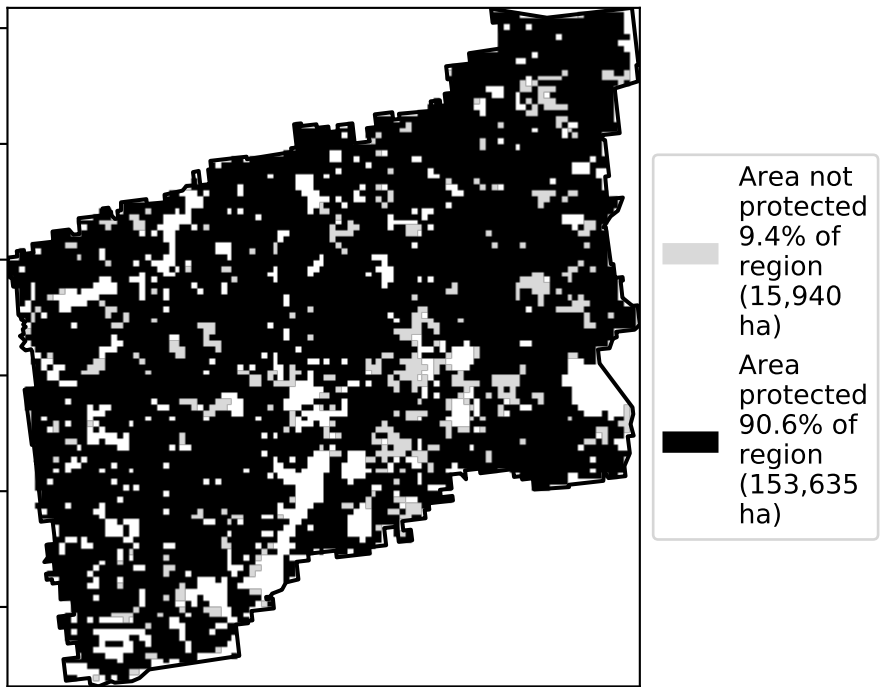 Area not
protected
9.4% of
region
(15,940
ha)
Area
protected
90.6% of
region
(153,635
ha)